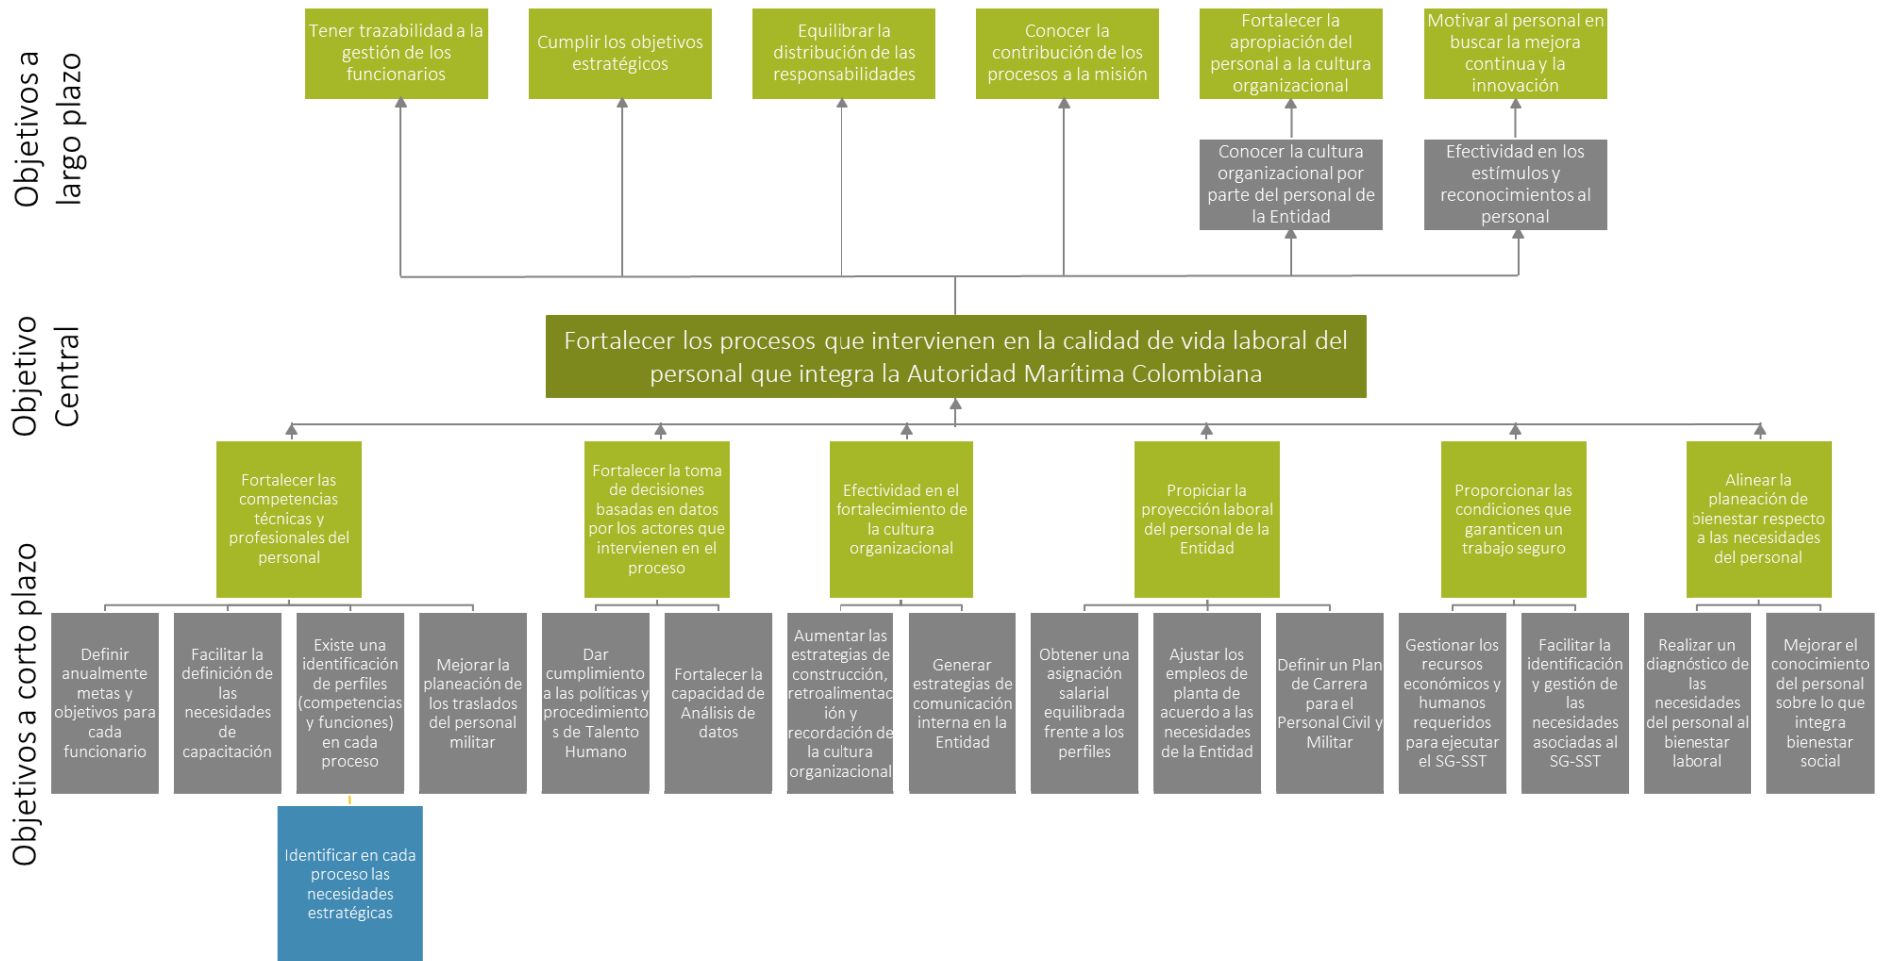 Objetivos a
largo plazo
Tener trazabilidad a la
gestión de los
funcionarios
Cumplir los objetivos
estratégicos
Equilibrar la
distribución de las
responsabilidades
Conocer la
contribución de los
procesos a la misión
Fortalecer la
apropiación del
personal a la cultura
organizacional
Motivar al personal en
buscar la mejora
continua y la
innovación
Conocer la cultura
organizacional por
parte del personal de
la Entidad
Efectividad en los
estímulos y
reconocimientos al
personal
Objetivo
Central
Fortalecer los procesos que intervienen en la calidad de vida laboral del
personal que integra la Autoridad Marítima Colombiana
Objetivos a corto plazo
Fortalecer las
competencias
técnicas y
profesionales del
personal
Fortalecer la toma
de decisiones
basadas en datos
por los actores que
intervienen en el
proceso
Efectividad en el
fortalecimiento de
la cultura
organizacional
Propiciar la
proyección laboral
del personal de la
Entidad
Proporcionar las
condiciones que
garanticen un
trabajo seguro
Alinear la
planeación de
bienestar respecto
a las necesidades
del personal
Definir
anualmente
metas y
objetivos para
cada
funcionario
Facilitar la
definición de
las
necesidades
de
capacitación
Existe una
identificación
de perfiles
(competencias
y funciones)
en cada
proceso
Mejorar la
planeación de
los traslados
del personal
militar
Dar
cumplimiento
a las políticas y
procedimiento
s de Talento
Humano
Fortalecer la
capacidad de
Análisis de
datos
Aumentar las
estrategias de
construcción,
retroalimentac
ión y
recordación de
la cultura
organizacional
Generar
estrategias de
comunicación
interna en la
Entidad
Obtener una
asignación
salarial
equilibrada
frente a los
perfiles
Ajustar los
empleos de
planta de
acuerdo a las
necesidades
de la Entidad
Definir un Plan
de Carrera
para el
Personal Civil y
Militar
Gestionar los
recursos
económicos y
humanos
requeridos
para ejecutar
el SG-SST
Facilitar la
identificación
y gestión de
las
necesidades
asociadas al
SG-SST
Realizar un
diagnóstico de
las
necesidades
del personal al
bienestar
laboral
Mejorar el
conocimiento
del personal
sobre lo que
integra
bienestar
social
Identificar en cada
proceso las
necesidades
estratégicas